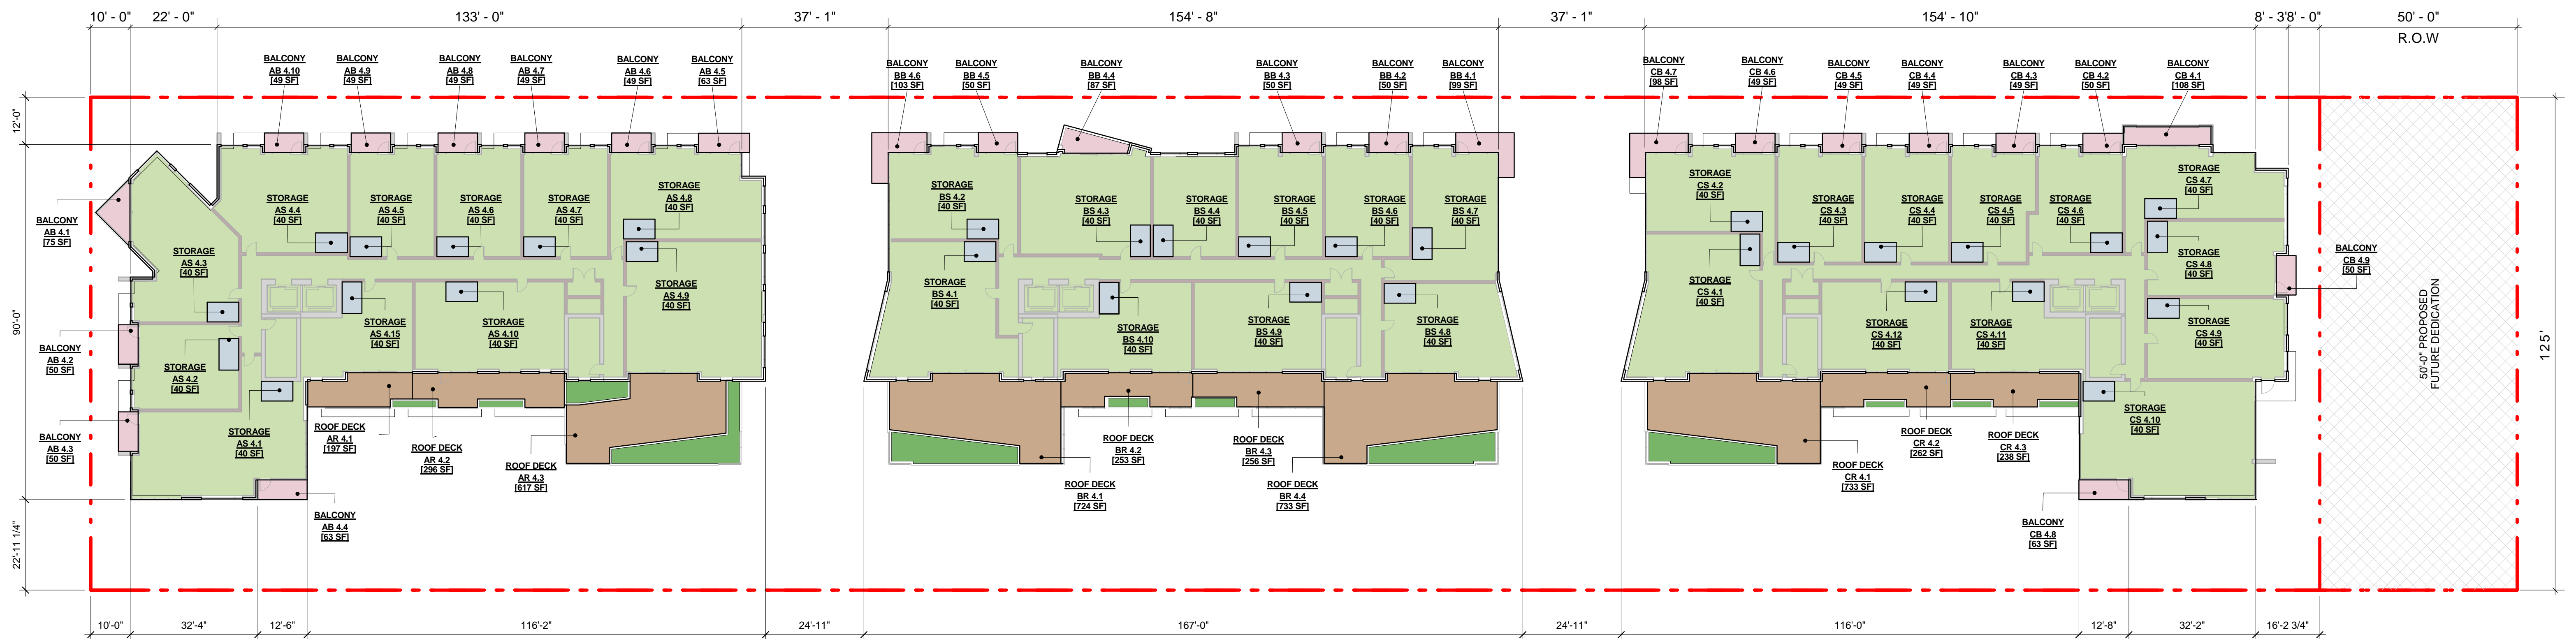 10' - 0"
22' - 0"
133' - 0"
37' - 1"
154' - 8"
37' - 1"
154' - 10"
8' - 3"
8' - 0"
50' - 0"
R.O.W
BALCONY
AB 4.10
[49 SF]
BALCONY
AB 4.9
[49 SF]
BALCONY
AB 4.8
[49 SF]
BALCONY
AB 4.7
[49 SF]
BALCONY
AB 4.6
[49 SF]
BALCONY
AB 4.5
[63 SF]
BALCONY
BB 4.6
[103 SF]
BALCONY
BB 4.5
[50 SF]
BALCONY
BB 4.4
[87 SF]
BALCONY
BB 4.3
[50 SF]
BALCONY
BB 4.2
[50 SF]
BALCONY
BB 4.1
[99 SF]
BALCONY
CB 4.7
[98 SF]
BALCONY
CB 4.6
[49 SF]
BALCONY
CB 4.5
[49 SF]
BALCONY
CB 4.4
[49 SF]
BALCONY
CB 4.3
[49 SF]
BALCONY
CB 4.2
[50 SF]
BALCONY
CB 4.1
[108 SF]
12'-0"
90'-0"
22'-11 1/4"
BALCONY
AB 4.1
[75 SF]
BALCONY
AB 4.2
[50 SF]
BALCONY
AB 4.3
[50 SF]
STORAGE
AS 4.3
[40 SF]
STORAGE
AS 4.2
[40 SF]
STORAGE
AS 4.1
[40 SF]
STORAGE
AS 4.4
[40 SF]
STORAGE
AS 4.5
[40 SF]
STORAGE
AS 4.6
[40 SF]
STORAGE
AS 4.7
[40 SF]
STORAGE
AS 4.8
[40 SF]
STORAGE
AS 4.9
[40 SF]
STORAGE
AS 4.15
[40 SF]
STORAGE
AS 4.10
[40 SF]
ROOF DECK
AR 4.1
[197 SF]
ROOF DECK
AR 4.2
[296 SF]
ROOF DECK
AR 4.3
[617 SF]
BALCONY
AB 4.4
[63 SF]
STORAGE
BS 4.2
[40 SF]
STORAGE
BS 4.3
[40 SF]
STORAGE
BS 4.4
[40 SF]
STORAGE
BS 4.5
[40 SF]
STORAGE
BS 4.6
[40 SF]
STORAGE
BS 4.7
[40 SF]
STORAGE
BS 4.1
[40 SF]
STORAGE
BS 4.10
[40 SF]
STORAGE
BS 4.9
[40 SF]
STORAGE
BS 4.8
[40 SF]
ROOF DECK
BR 4.2
[253 SF]
ROOF DECK
BR 4.3
[256 SF]
ROOF DECK
BR 4.1
[724 SF]
ROOF DECK
BR 4.4
[733 SF]
STORAGE
CS 4.2
[40 SF]
STORAGE
CS 4.3
[40 SF]
STORAGE
CS 4.4
[40 SF]
STORAGE
CS 4.5
[40 SF]
STORAGE
CS 4.6
[40 SF]
STORAGE
CS 4.7
[40 SF]
STORAGE
CS 4.8
[40 SF]
STORAGE
CS 4.1
[40 SF]
STORAGE
CS 4.12
[40 SF]
STORAGE
CS 4.11
[40 SF]
STORAGE
CS 4.9
[40 SF]
STORAGE
CS 4.10
[40 SF]
ROOF DECK
CR 4.1
[733 SF]
ROOF DECK
CR 4.2
[262 SF]
ROOF DECK
CR 4.3
[238 SF]
BALCONY
CB 4.8
[63 SF]
BALCONY
CB 4.9
[50 SF]
50'-0" PROPOSED
FUTURE DEDICATION
125'
10'-0"
32'-4"
12'-6"
116'-2"
24'-11"
167'-0"
24'-11"
116'-0"
12'-8"
32'-2"
16'-2 3/4"